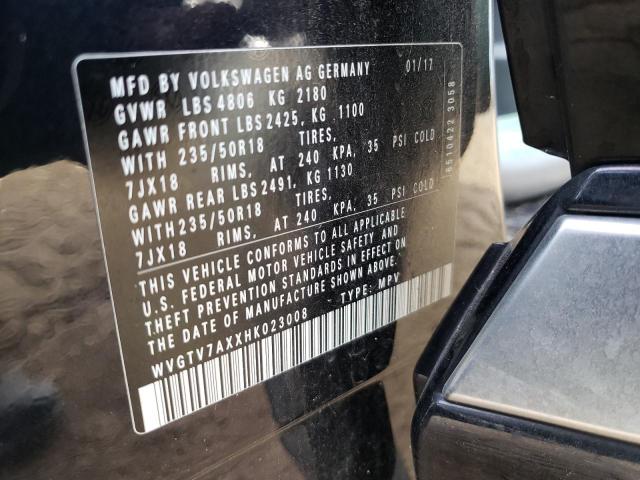 MFD BY VOLKSWAGEN AG GERMANY 01/17
GVWR LBS 4806 KG 2180
GAWR FRONT LBS 2425, KG 1100
WITH 235/50R18 TIRES,
7JX18 RIMS, AT 240 KPA, 35 PSI COLD
GAWR REAR LBS 2491, KG 1130
WITH 235/50R18 TIRES,
7JX18 RIMS, AT 240 KPA, 35 PSI COLD
THIS VEHICLE CONFORMS TO ALL APPLICABLE
U.S. FEDERAL MOTOR VEHICLE SAFETY AND
THEFT PREVENTION STANDARDS IN EFFECT ON
THE DATE OF MANUFACTURE SHOWN ABOVE.
WVGTV7AXXHK023008 TYPE: MPV
6510422 3058